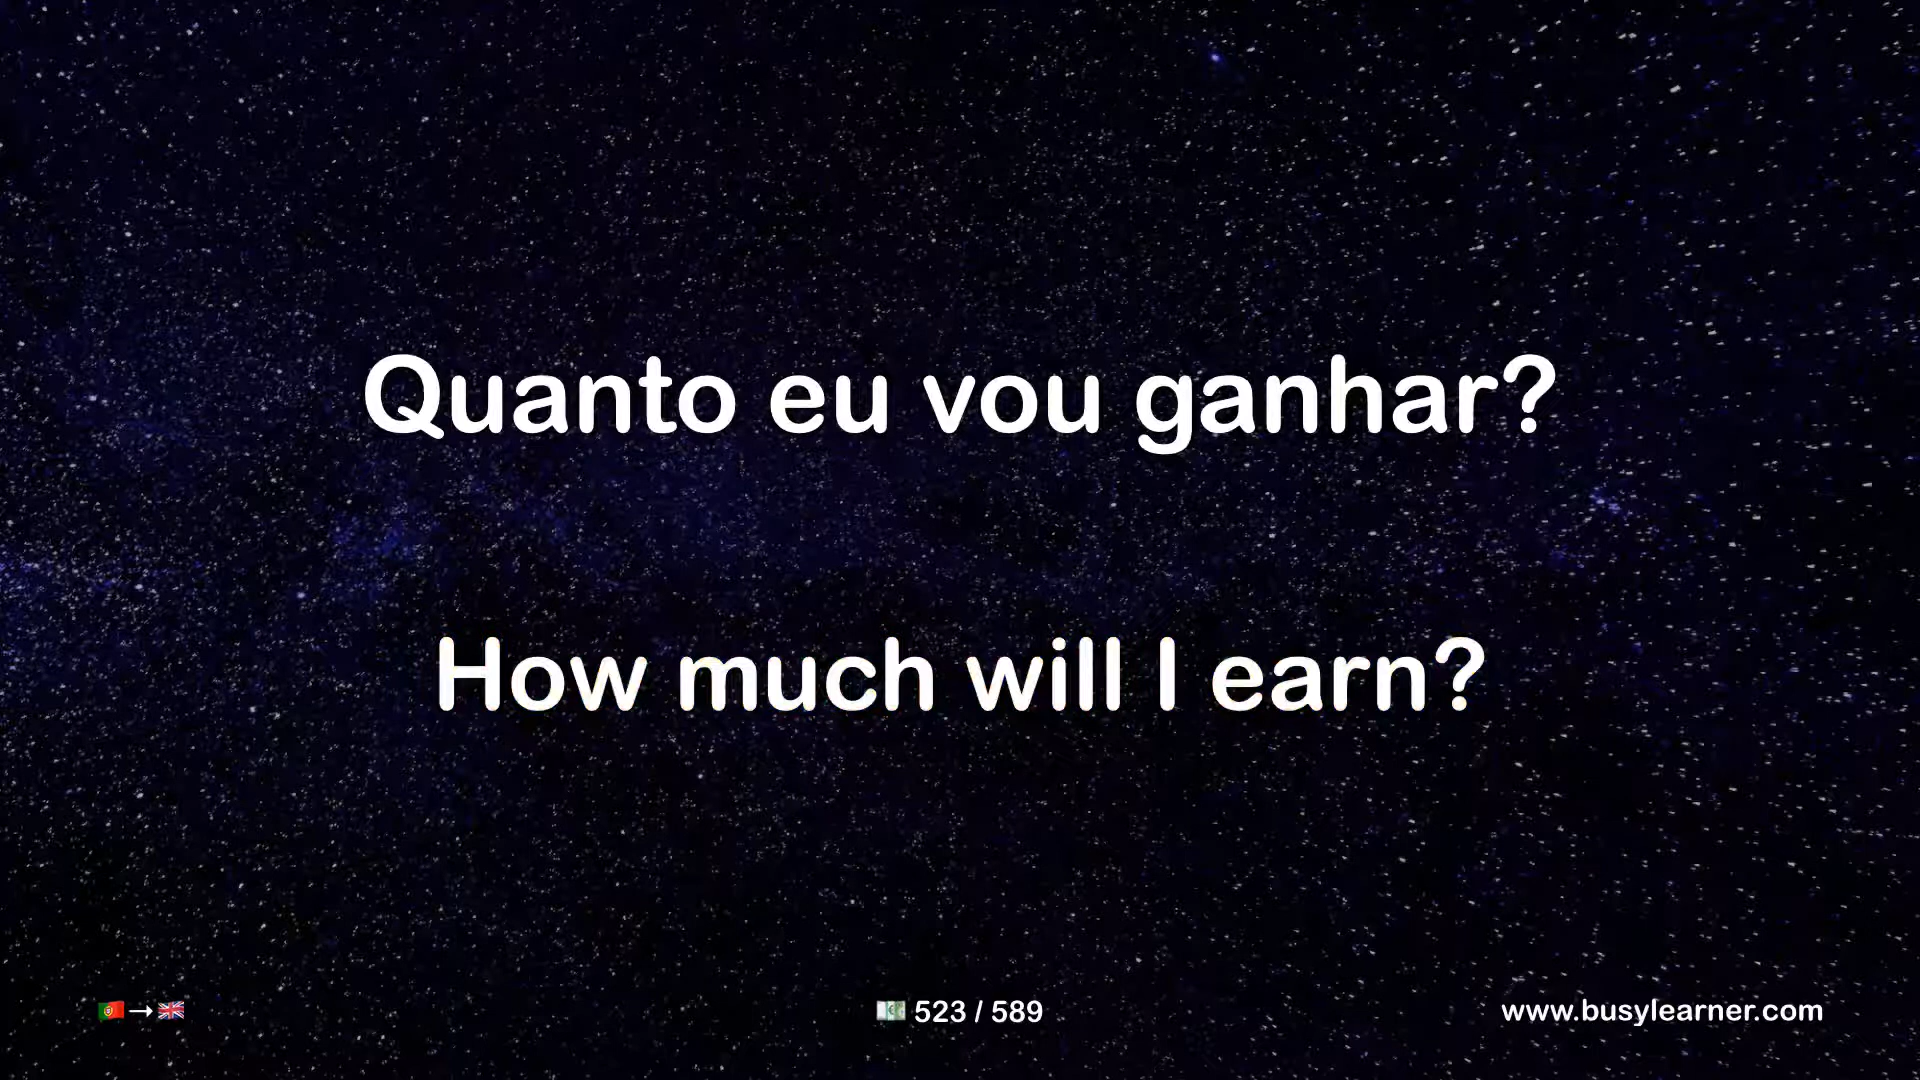 Quanto eu vou ganhar?
How much will I earn?
→
523 / 589
www.busylearner.com